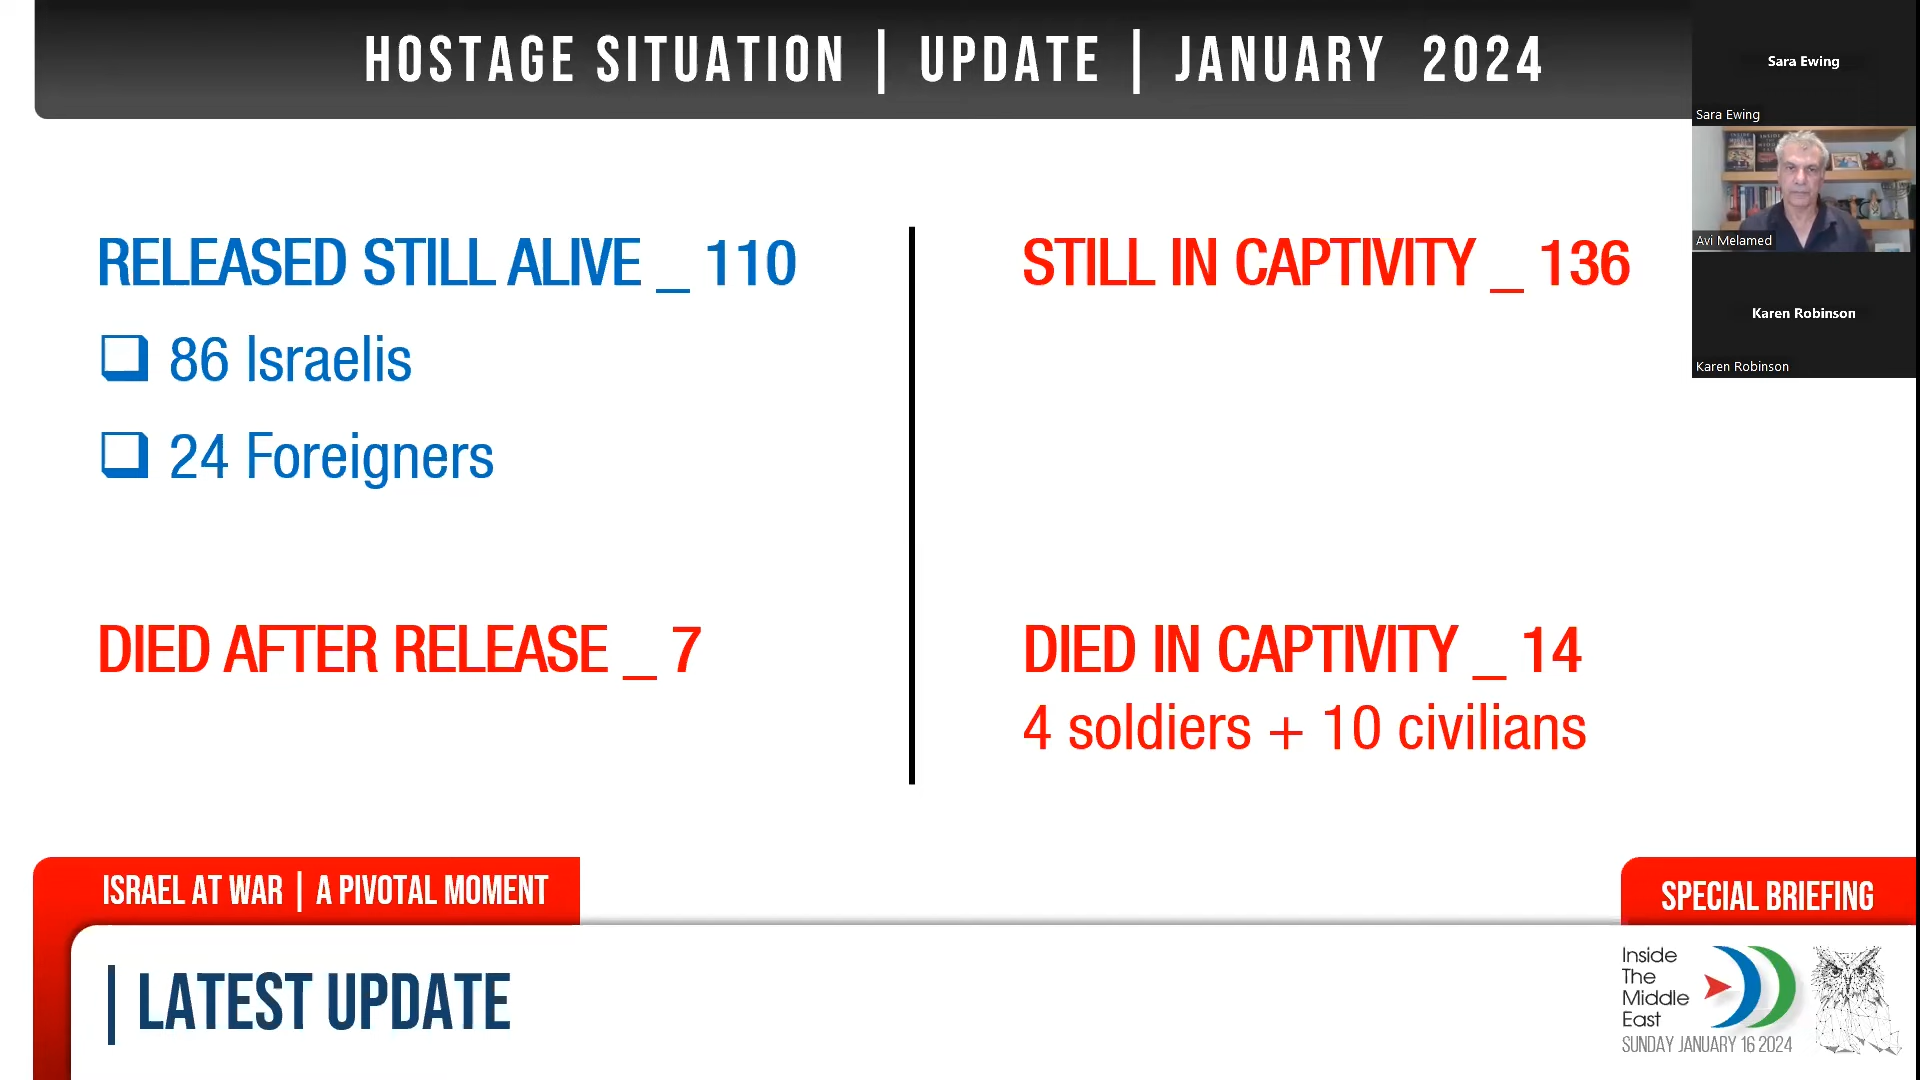 HOSTAGE SITUATION | UPDATE | JANUARY 2024
Sara Ewing
Sara Ewing
Avi Melamed
Karen Robinson
Karen Robinson
RELEASED STILL ALIVE _ 110
86 Israelis
24 Foreigners
DIED AFTER RELEASE _ 7
STILL IN CAPTIVITY _ 136
DIED IN CAPTIVITY _ 14
4 soldiers + 10 civilians
ISRAEL AT WAR | A PIVOTAL MOMENT
SPECIAL BRIEFING
| LATEST UPDATE
Inside
The
Middle
East
SUNDAY JANUARY 16 2024